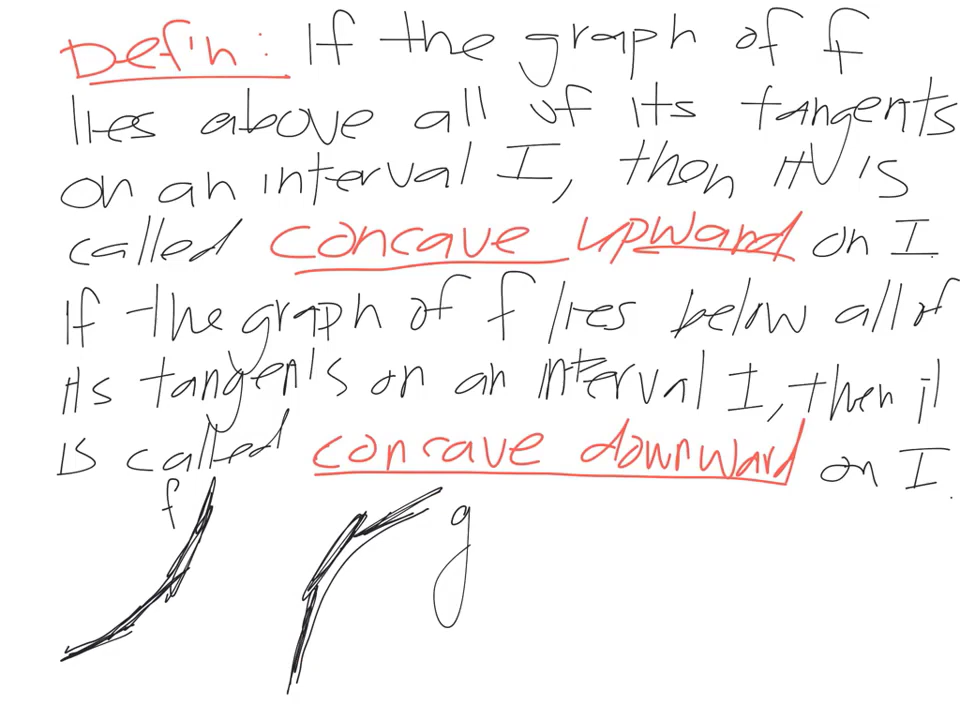 Def'n: If the graph of f
lies above all of its tangents
on an interval I, then it is
called concave upward on I.
If the graph of f lies below all of
its tangents on an interval I, then it
is called concave downward on I.
f
g